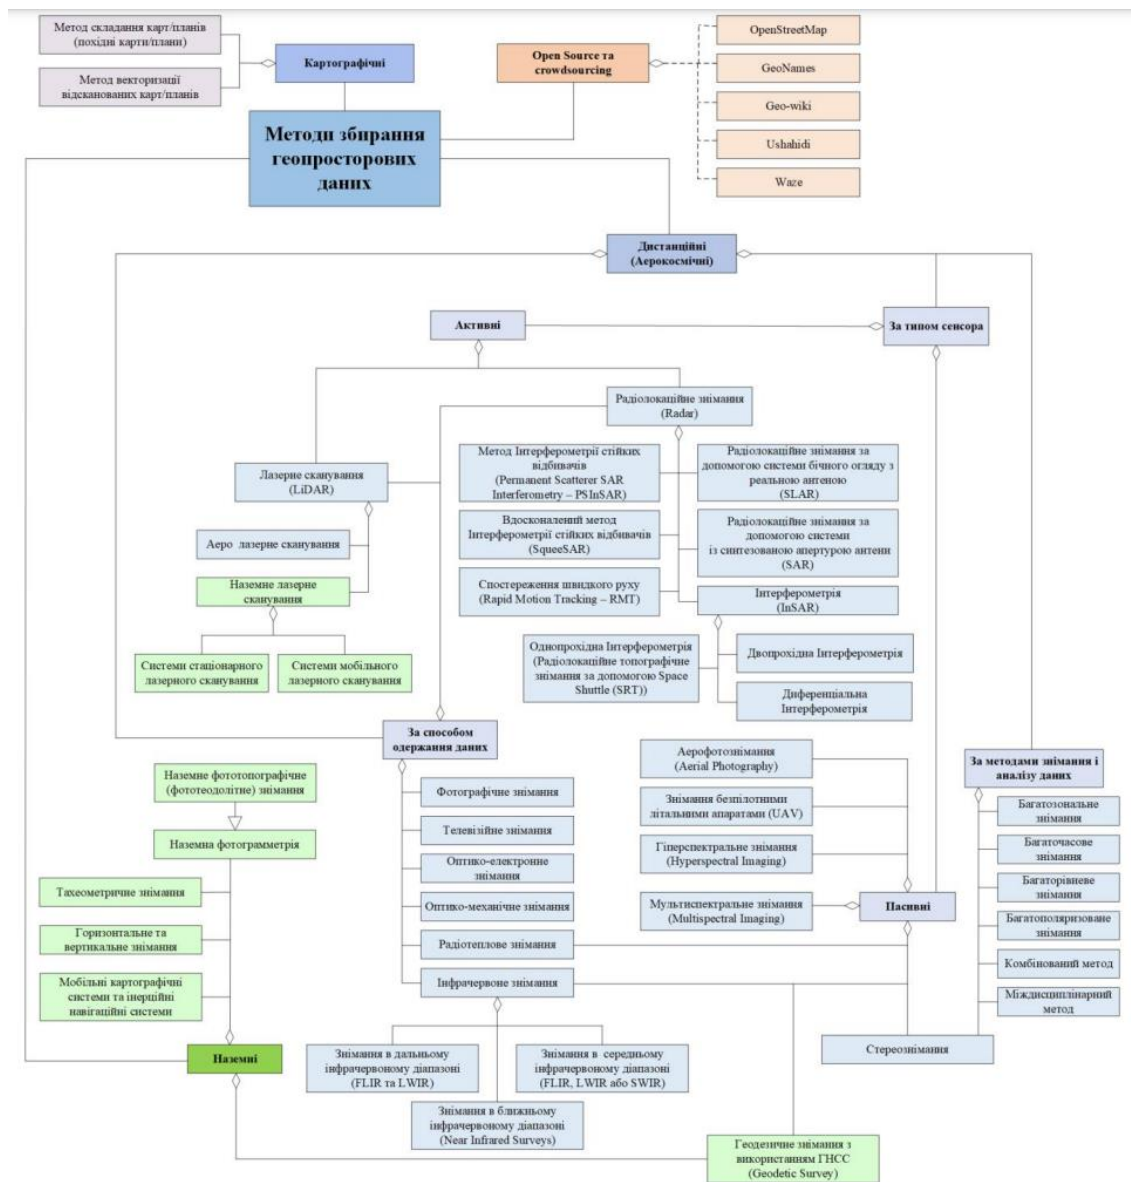 Метод складання карт/планів
(похідні карти/плани)
Метод векторизації
відсканованих карт/планів
Картографічні
Open Source та
crowdsourcing
OpenStreetMap
GeoNames
Geo-wiki
Ushahidi
Waze
Методи збирання
геопросторових
даних
Дистанційні
(Аерокосмічні)
Активні
За типом сенсора
Радіолокаційне знімання
(Radar)
Лазерне сканування
(LiDAR)
Метод Інтерферометрії стійких
відбивачів
(Permanent Scatterer SAR
Interferometry – PSInSAR)
Радіолокаційне знімання за
допомогою системи бічного огляду з
реальною антеною
(SLAR)
Вдосконалений метод
Інтерферометрії стійких відбивачів
(SqueeSAR)
Радіолокаційне знімання за
допомогою системи
із синтезованою апертурою антени
(SAR)
Аеро лазерне сканування
Наземне лазерне
сканування
Спостереження швидкого руху
(Rapid Motion Tracking – RMT)
Інтерферометрія
(InSAR)
Системи стаціонарного
лазерного сканування
Системи мобільного
лазерного сканування
Однопрохідна Інтерферометрія
(Радіолокаційне топографічне
знімання за допомогою Space
Shuttle (SRT))
Двопрохідна Інтерферометрія
Диференціальна
Інтерферометрія
За способом
одержання даних
Аерофотознімання
(Aerial Photography)
За методами знімання і
аналізу даних
Наземне фототопографічне
(фототеодолітне) знімання
Фотографічне знімання
Знімання безпілотними
літальними апаратами (UAV)
Багатозональне
знімання
Наземна фотограмметрія
Телевізійне знімання
Багаточасове
знімання
Оптико-електронне
знімання
Гіперспектральне знімання
(Hyperspectral Imaging)
Багаторівневе
знімання
Тахеометричне знімання
Оптико-механічне знімання
Мультиспектральне знімання
(Multispectral Imaging)
Пасивні
Багатополяризоване
знімання
Горизонтальне та
вертикальне знімання
Радіотеплове знімання
Комбінований метод
Мобільні картографічні
системи та інерційні
навігаційні системи
Інфрачервоне знімання
Міждисциплінарний
метод
Наземні
Знімання в дальньому
інфрачервоному діапазоні
(FLIR та LWIR)
Знімання в середньому
інфрачервоному діапазоні
(FLIR, LWIR або SWIR)
Стереознімання
Знімання в ближньому
інфрачервоному діапазоні
(Near Infrared Surveys)
Геодезичне знімання з
використанням ГНСС
(Geodetic Survey)